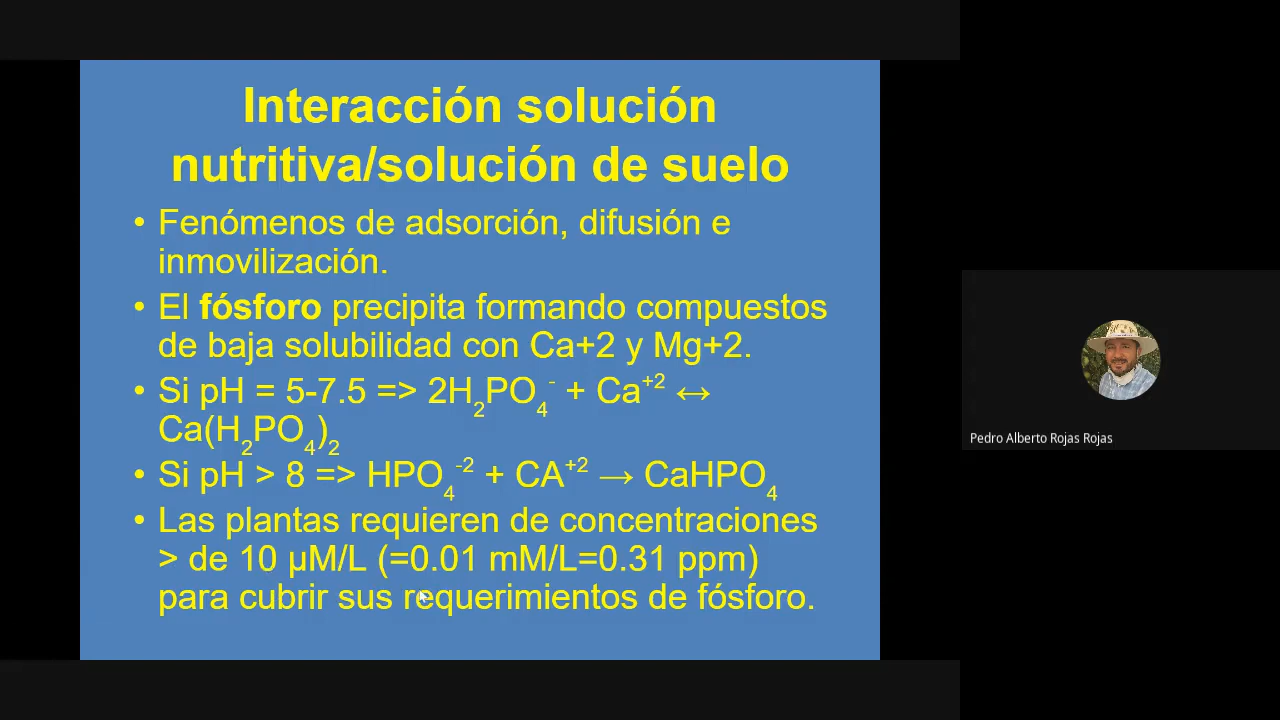 Interacción solución
nutritiva/solución de suelo
• Fenómenos de adsorción, difusión e
inmovilización.
• El fósforo precipita formando compuestos
de baja solubilidad con Ca+2 y Mg+2.
• Si pH = 5-7.5 => 2H₂PO₄⁻ + Ca⁺² ↔
Ca(H₂PO₄)₂
• Si pH > 8 => HPO₄⁻² + CA⁺² → CaHPO₄
• Las plantas requieren de concentraciones
> de 10 µM/L (=0.01 mM/L=0.31 ppm)
para cubrir sus requerimientos de fósforo.
Pedro Alberto Rojas Rojas